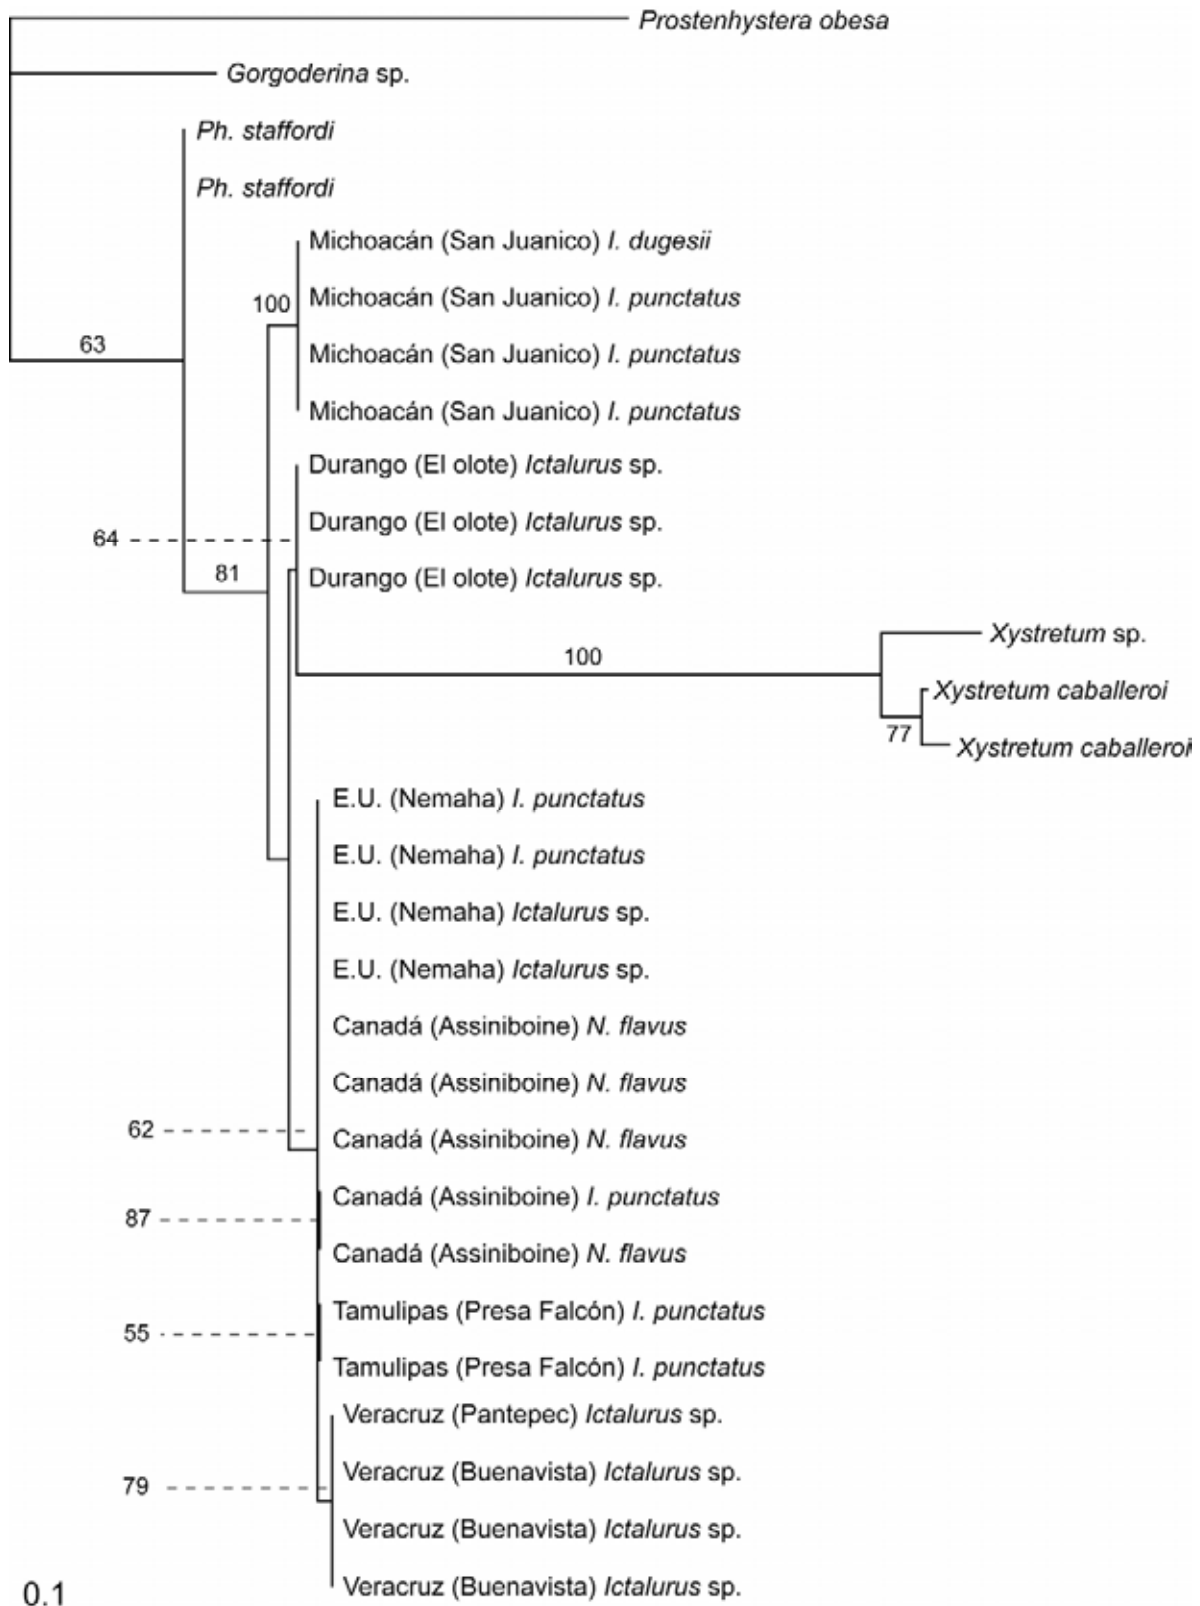 Prostenhystera obesa
Gorgoderina sp.
Ph. staffordi
Ph. staffordi
Michoacán (San Juanico) I. dugesii
100
Michoacán (San Juanico) I. punctatus
63
Michoacán (San Juanico) I. punctatus
Michoacán (San Juanico) I. punctatus
Durango (El olote) Ictalurus sp.
Durango (El olote) Ictalurus sp.
64
81
Durango (El olote) Ictalurus sp.
Xystretum sp.
100
Xystretum caballeroi
77
Xystretum caballeroi
E.U. (Nemaha) I. punctatus
E.U. (Nemaha) I. punctatus
E.U. (Nemaha) Ictalurus sp.
E.U. (Nemaha) Ictalurus sp.
Canadá (Assiniboine) N. flavus
Canadá (Assiniboine) N. flavus
62
Canadá (Assiniboine) N. flavus
Canadá (Assiniboine) I. punctatus
87
Canadá (Assiniboine) N. flavus
Tamulipas (Presa Falcón) I. punctatus
55
Tamulipas (Presa Falcón) I. punctatus
Veracruz (Pantepec) Ictalurus sp.
Veracruz (Buenavista) Ictalurus sp.
79
Veracruz (Buenavista) Ictalurus sp.
Veracruz (Buenavista) Ictalurus sp.
0.1